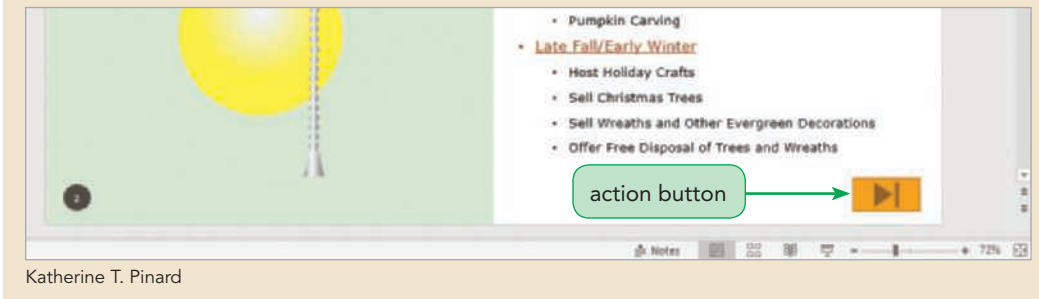 Pumpkin Carving
Late Fall/Early Winter
Host Holiday Crafts
Sell Christmas Trees
Sell Wreaths and Other Evergreen Decorations
Offer Free Disposal of Trees and Wreaths
action button
2
Notes
72%
Katherine T. Pinard